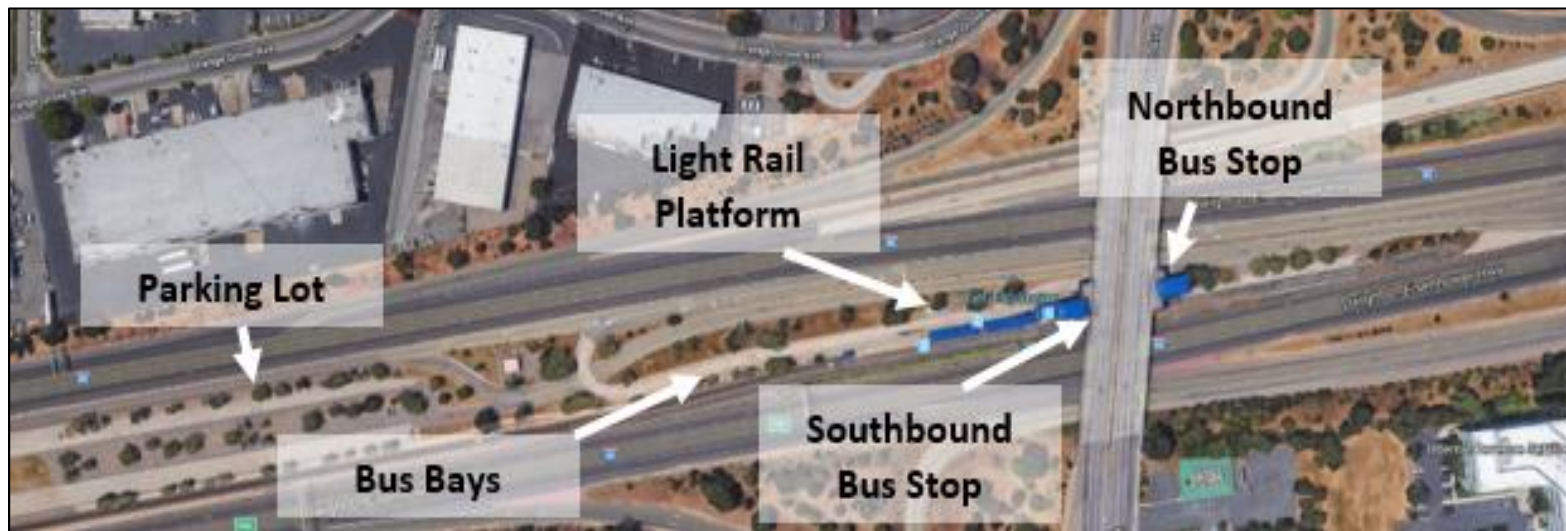 Northbound
Bus Stop
Light Rail
Platform
Parking Lot
Southbound
Bus Stop
Bus Bays